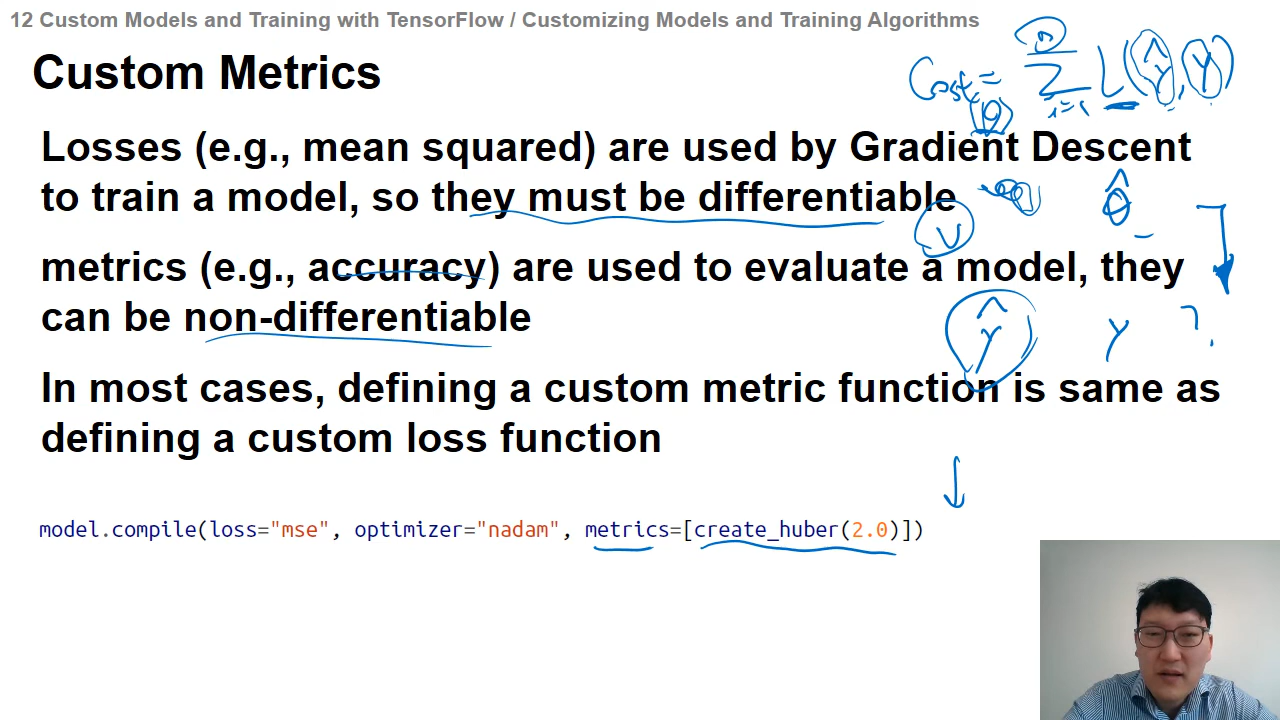 12 Custom Models and Training with TensorFlow / Customizing Models and Training Algorithms
Custom Metrics
Cost = Σ i=1 L(Ŷ, Y)
Losses (e.g., mean squared) are used by Gradient Descent
to train a model, so they must be differentiable
θ̂
metrics (e.g., accuracy) are used to evaluate a model, they
can be non-differentiable
Ŷ Y ?
In most cases, defining a custom metric function is same as
defining a custom loss function
model.compile(loss="mse", optimizer="nadam", metrics=[create_huber(2.0)])